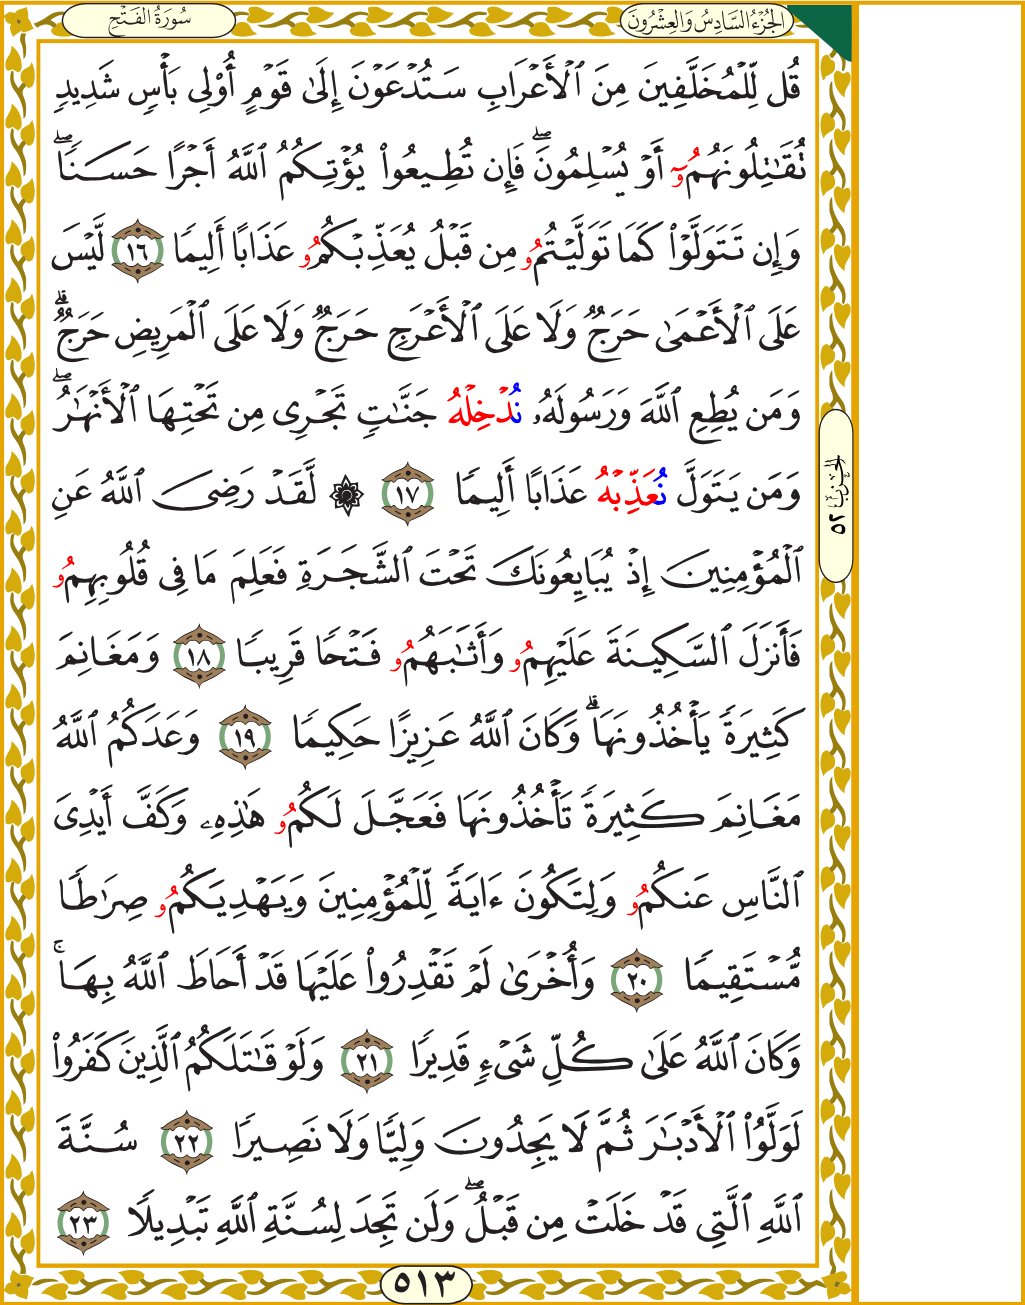 سُورَةُ الفَتْحِ
الجُزْءُ السَّادِسُ وَالعِشْرُونَ
قُل لِّلْمُخَلَّفِينَ مِنَ ٱلْأَعْرَابِ سَتُدْعَوْنَ إِلَىٰ قَوْمٍ أُو۟لِى بَأْسٍ شَدِيدٍ
تُقَـٰتِلُونَهُمُۥٓ أَوْ يُسْلِمُونَۖ فَإِن تُطِيعُوا۟ يُؤْتِكُمُ ٱللَّهُ أَجْرًا حَسَنًاۖ
وَإِن تَتَوَلَّوْا۟ كَمَا تَوَلَّيْتُمُۥ مِن قَبْلُ يُعَذِّبْكُمُۥ عَذَابًا أَلِيمًا ١٦ لَّيْسَ
عَلَى ٱلْأَعْمَىٰ حَرَجٌ وَلَا عَلَى ٱلْأَعْرَجِ حَرَجٌ وَلَا عَلَى ٱلْمَرِيضِ حَرَجٌۗ
وَمَن يُطِعِ ٱللَّهَ وَرَسُولَهُۥ نُدْخِلْهُ جَنَّـٰتٍ تَجْرِى مِن تَحْتِهَا ٱلْأَنْهَـٰرُۖ
وَمَن يَتَوَلَّ نُعَذِّبْهُ عَذَابًا أَلِيمًا ١٧ ۞ لَّقَدْ رَضِىَ ٱللَّهُ عَنِ
ٱلْمُؤْمِنِينَ إِذْ يُبَايِعُونَكَ تَحْتَ ٱلشَّجَرَةِ فَعَلِمَ مَا فِى قُلُوبِهِمُۥ
فَأَنزَلَ ٱلسَّكِينَةَ عَلَيْهِمُۥ وَأَثَـٰبَهُمُۥ فَتْحًا قَرِيبًا ١٨ وَمَغَانِمَ
كَثِيرَةً يَأْخُذُونَهَاۗ وَكَانَ ٱللَّهُ عَزِيزًا حَكِيمًا ١٩ وَعَدَكُمُ ٱللَّهُ
مَغَانِمَ كَثِيرَةً تَأْخُذُونَهَا فَعَجَّلَ لَكُمُۥ هَـٰذِهِۦ وَكَفَّ أَيْدِىَ
ٱلنَّاسِ عَنكُمُۥ وَلِتَكُونَ ءَايَةً لِّلْمُؤْمِنِينَ وَيَهْدِيَكُمُۥ صِرَٰطًا
مُّسْتَقِيمًا ٢٠ وَأُخْرَىٰ لَمْ تَقْدِرُوا۟ عَلَيْهَا قَدْ أَحَاطَ ٱللَّهُ بِهَاۚ
وَكَانَ ٱللَّهُ عَلَىٰ كُلِّ شَىْءٍ قَدِيرًا ٢١ وَلَوْ قَـٰتَلَكُمُ ٱلَّذِينَ كَفَرُوا۟
لَوَلَّوُا۟ ٱلْأَدْبَـٰرَ ثُمَّ لَا يَجِدُونَ وَلِيًّا وَلَا نَصِيرًا ٢٢ سُنَّةَ
ٱللَّهِ ٱلَّتِى قَدْ خَلَتْ مِن قَبْلُۖ وَلَن تَجِدَ لِسُنَّةِ ٱللَّهِ تَبْدِيلًا ٢٣
الحِزْبُ ٥٢
٥١٣